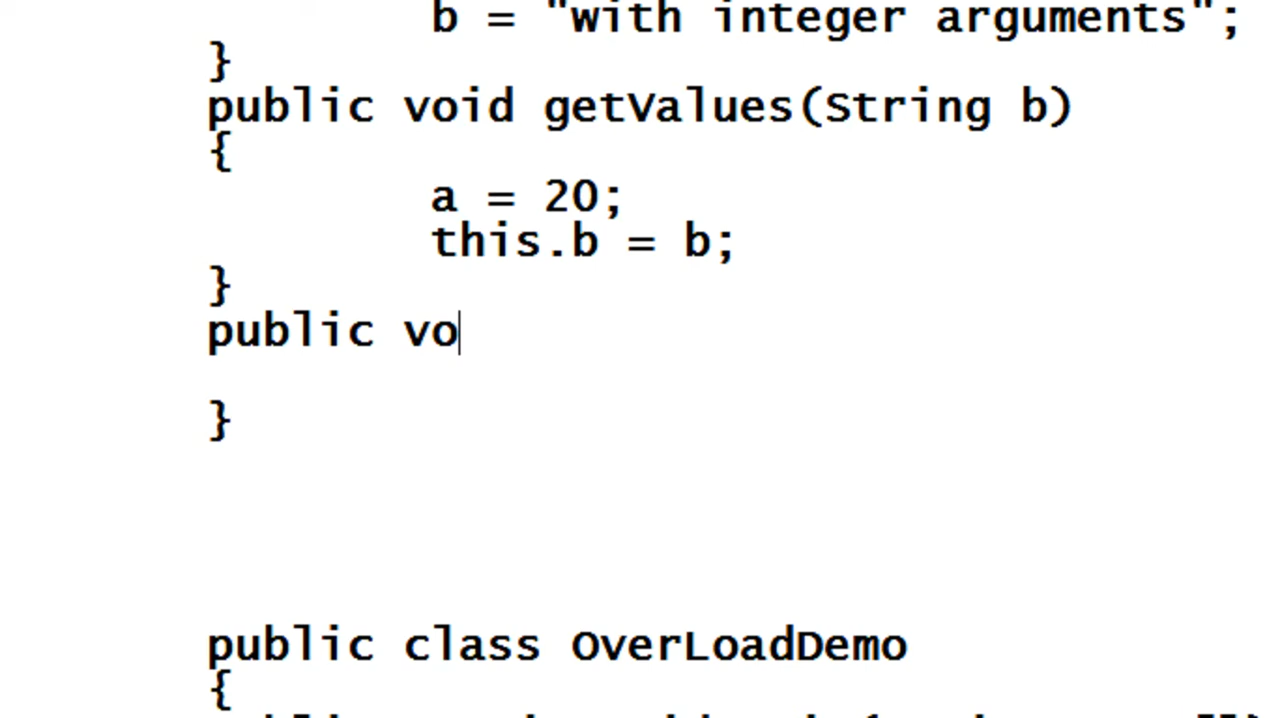 b = "with integer arguments";
}
public void getValues(String b)
{
a = 20;
this.b = b;
}
public vo
}
public class OverLoadDemo
{